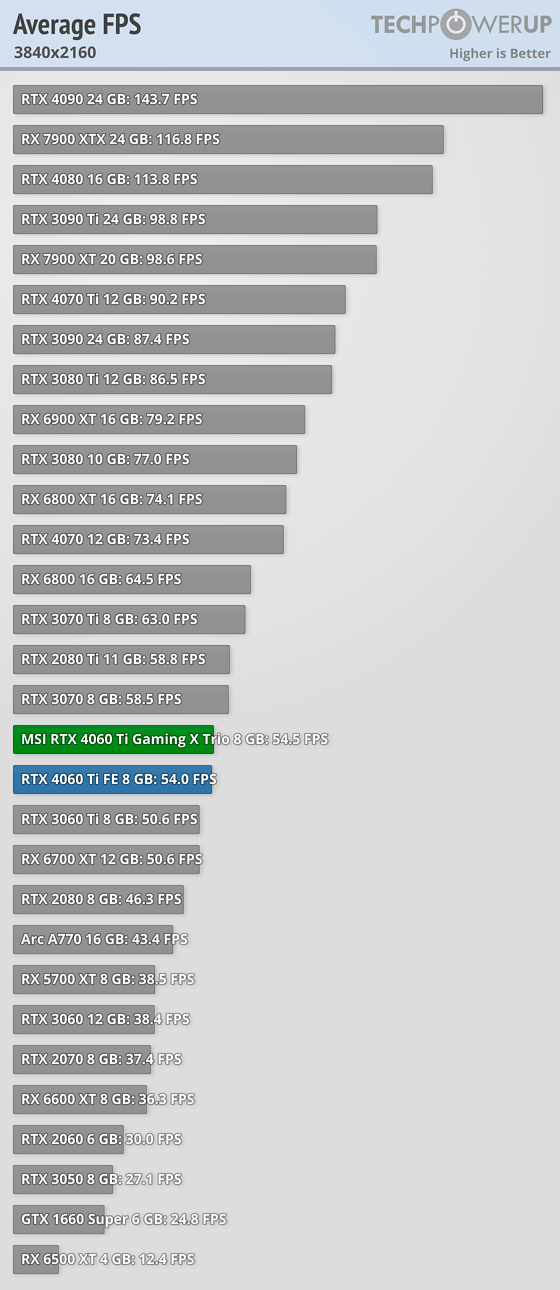 Average FPS
TECHPOWERUP
3840x2160
Higher is Better
RTX 4090 24 GB: 143.7 FPS
RX 7900 XTX 24 GB: 116.8 FPS
RTX 4080 16 GB: 113.8 FPS
RTX 3090 Ti 24 GB: 98.8 FPS
RX 7900 XT 20 GB: 98.6 FPS
RTX 4070 Ti 12 GB: 90.2 FPS
RTX 3090 24 GB: 87.4 FPS
RTX 3080 Ti 12 GB: 86.5 FPS
RX 6900 XT 16 GB: 79.2 FPS
RTX 3080 10 GB: 77.0 FPS
RX 6800 XT 16 GB: 74.1 FPS
RTX 4070 12 GB: 73.4 FPS
RX 6800 16 GB: 64.5 FPS
RTX 3070 Ti 8 GB: 63.0 FPS
RTX 2080 Ti 11 GB: 58.8 FPS
RTX 3070 8 GB: 58.5 FPS
MSI RTX 4060 Ti Gaming X Trio 8 GB: 54.5 FPS
RTX 4060 Ti FE 8 GB: 54.0 FPS
RTX 3060 Ti 8 GB: 50.6 FPS
RX 6700 XT 12 GB: 50.6 FPS
RTX 2080 8 GB: 46.3 FPS
Arc A770 16 GB: 43.4 FPS
RX 5700 XT 8 GB: 38.5 FPS
RTX 3060 12 GB: 38.4 FPS
RTX 2070 8 GB: 37.4 FPS
RX 6600 XT 8 GB: 36.3 FPS
RTX 2060 6 GB: 30.0 FPS
RTX 3050 8 GB: 27.1 FPS
GTX 1660 Super 6 GB: 24.8 FPS
RX 6500 XT 4 GB: 12.4 FPS